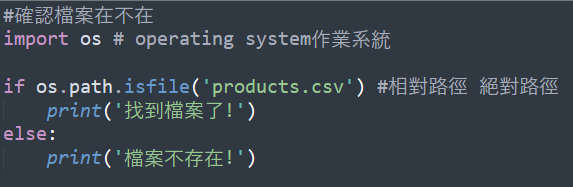 #確認檔案在不在
import os # operating system作業系統
if os.path.isfile('products.csv') #相對路徑 絕對路徑
print('找到檔案了!')
else:
print('檔案不存在!')